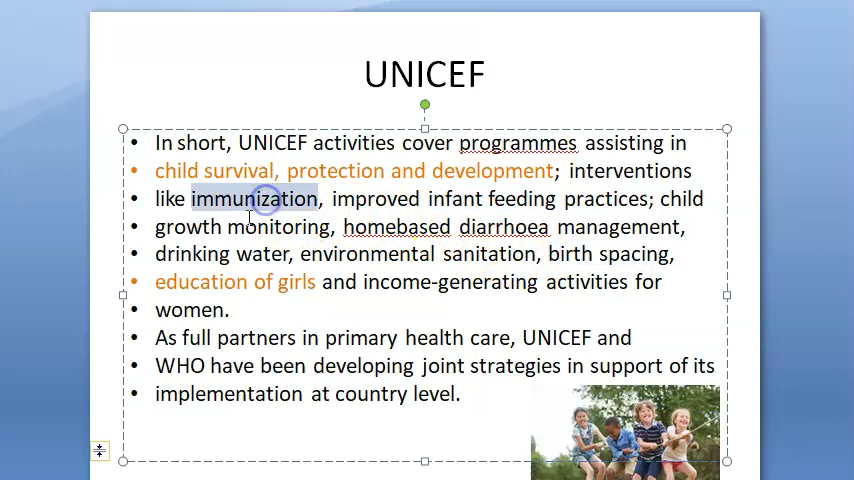 UNICEF
• In short, UNICEF activities cover programmes assisting in
• child survival, protection and development; interventions
• like immunization, improved infant feeding practices; child
• growth monitoring, homebased diarrhoea management,
• drinking water, environmental sanitation, birth spacing,
• education of girls and income-generating activities for
• women.
• As full partners in primary health care, UNICEF and
• WHO have been developing joint strategies in support of its
• implementation at country level.